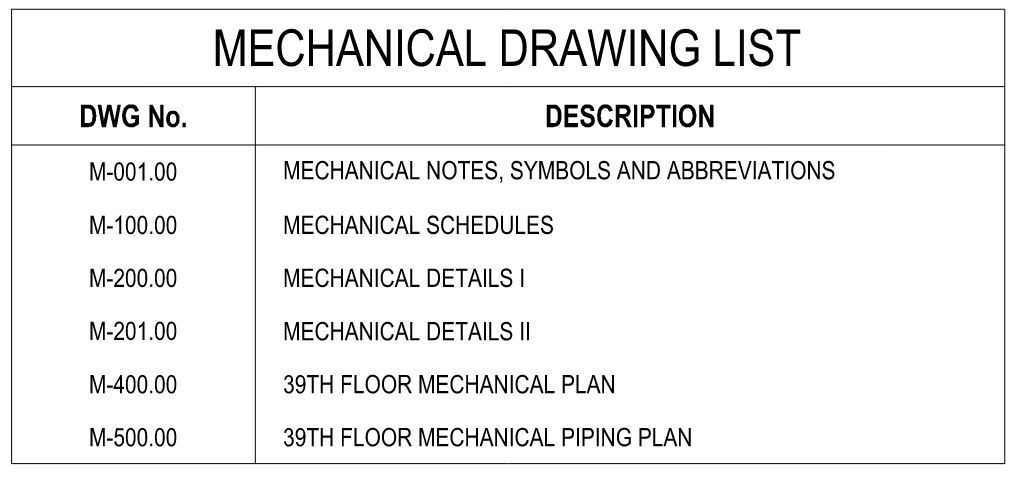 MECHANICAL DRAWING LIST
DWG No. DESCRIPTION
M-001.00 MECHANICAL NOTES, SYMBOLS AND ABBREVIATIONS
M-100.00 MECHANICAL SCHEDULES
M-200.00 MECHANICAL DETAILS I
M-201.00 MECHANICAL DETAILS II
M-400.00 39TH FLOOR MECHANICAL PLAN
M-500.00 39TH FLOOR MECHANICAL PIPING PLAN